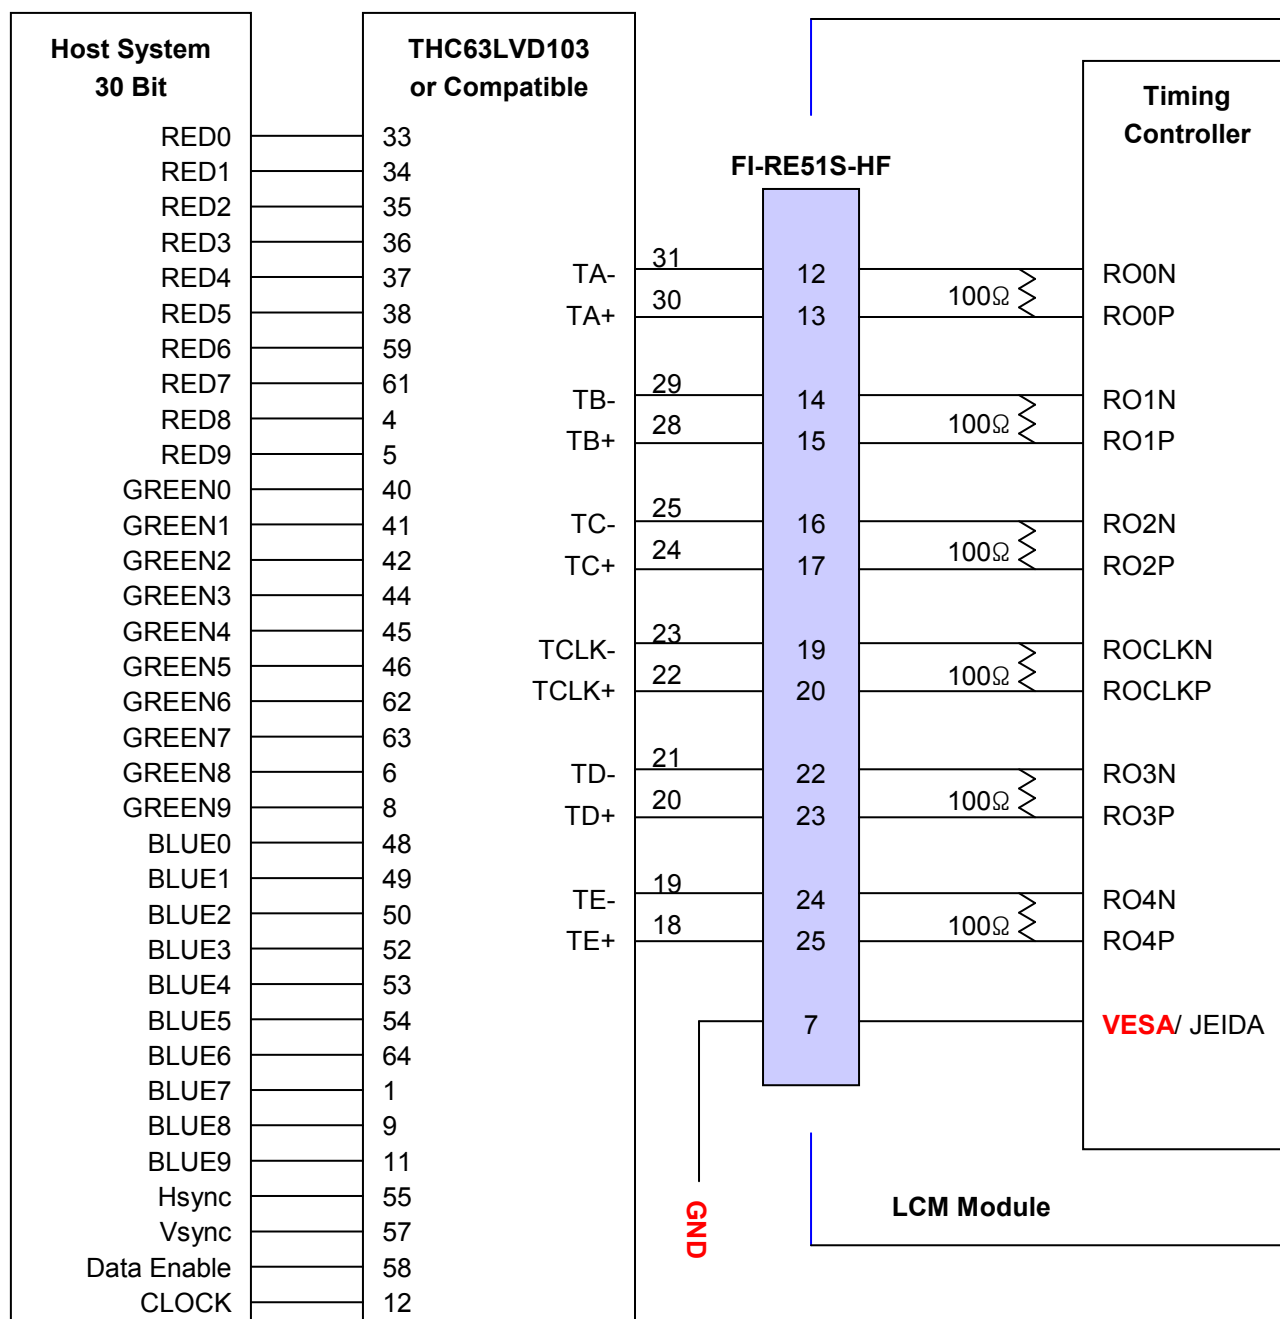 Host System
30 Bit
RED0
RED1
RED2
RED3
RED4
RED5
RED6
RED7
RED8
RED9
GREEN0
GREEN1
GREEN2
GREEN3
GREEN4
GREEN5
GREEN6
GREEN7
GREEN8
GREEN9
BLUE0
BLUE1
BLUE2
BLUE3
BLUE4
BLUE5
BLUE6
BLUE7
BLUE8
BLUE9
Hsync
Vsync
Data Enable
CLOCK
THC63LVD103
or Compatible
33
34
35
36
37
38
59
61
4
5
40
41
42
44
45
46
62
63
6
8
48
49
50
52
53
54
64
1
9
11
55
57
58
12
TA-
TA+
TB-
TB+
TC-
TC+
TCLK-
TCLK+
TD-
TD+
TE-
TE+
31
30
29
28
25
24
23
22
21
20
19
18
GND
FI-RE51S-HF
12
13
14
15
16
17
19
20
22
23
24
25
7
100Ω
100Ω
100Ω
100Ω
100Ω
100Ω
Timing
Controller
RO0N
RO0P
RO1N
RO1P
RO2N
RO2P
ROCLKN
ROCLKP
RO3N
RO3P
RO4N
RO4P
VESA/ JEIDA
LCM Module